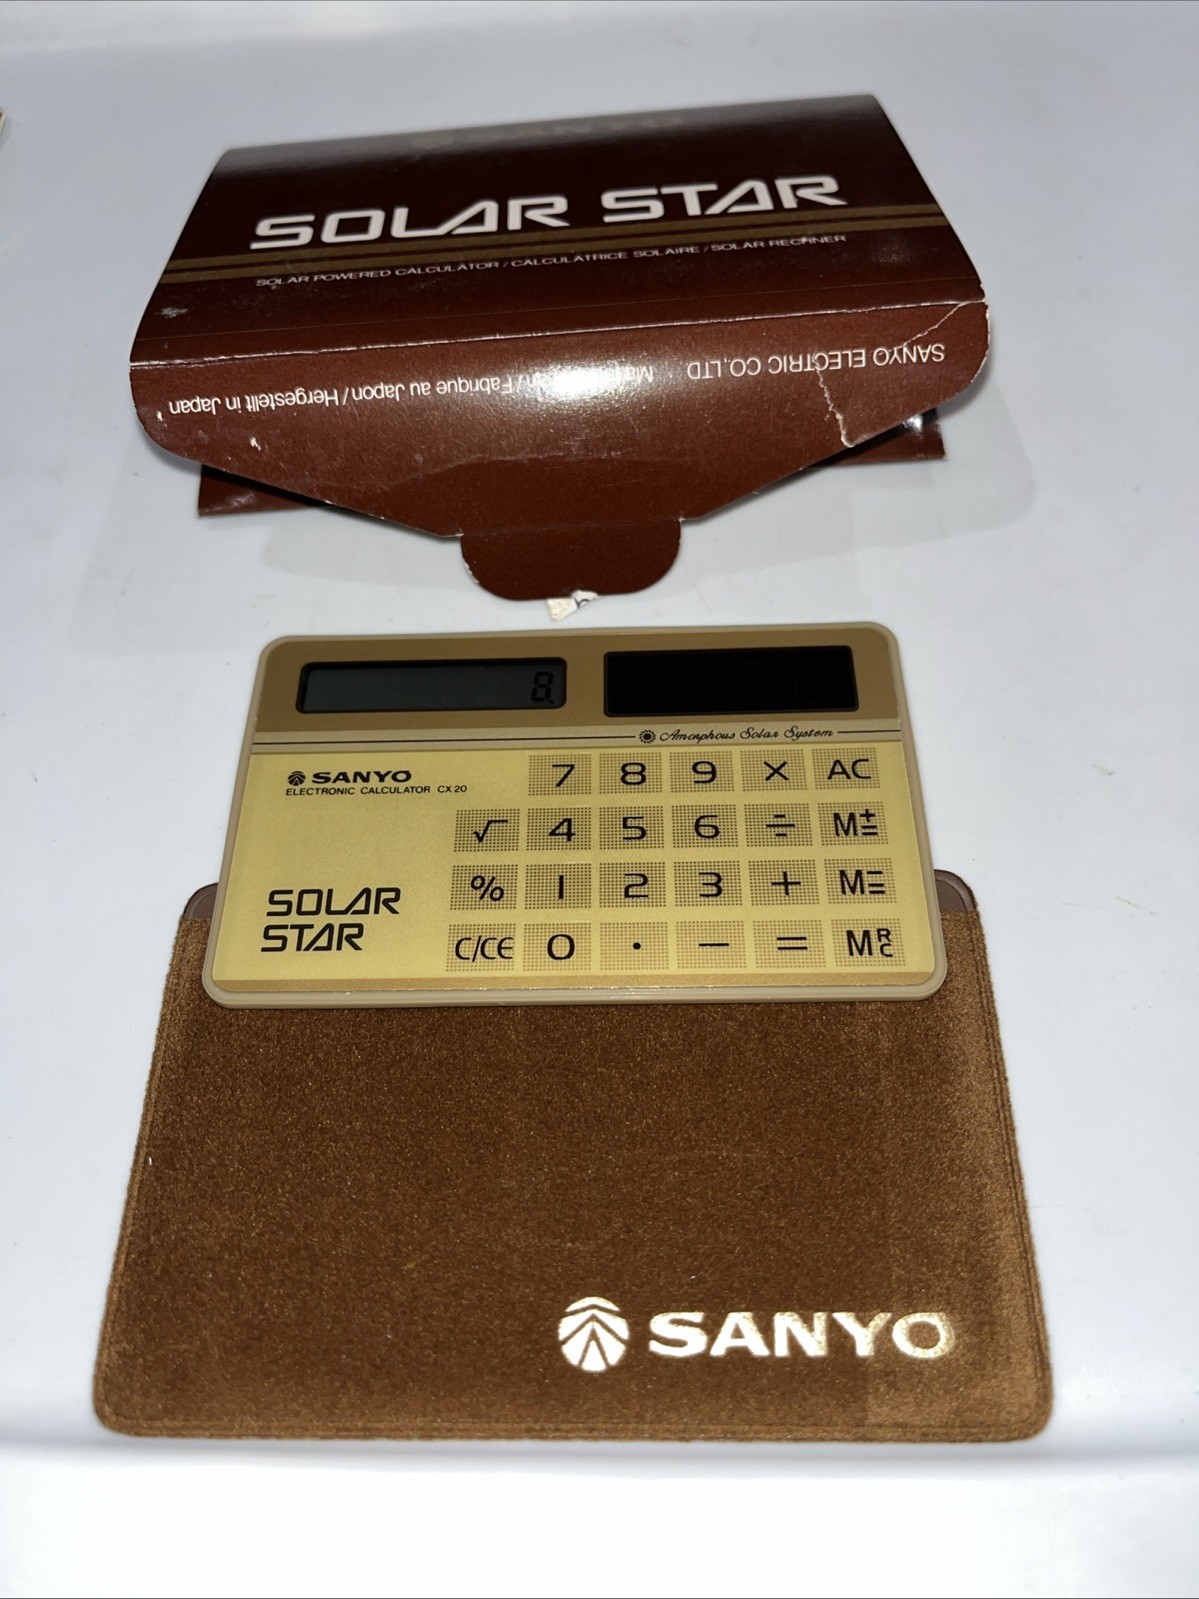 SANYO
SOLAR STAR
SOLAR POWERED CALCULATOR / CALCULATRICE SOLAIRE / SOLAR RECHNER
SANYO ELECTRIC CO.,LTD.
Fabriqué au Japon / Hergestellt in Japan
8.
Amorphous Solar System
SANYO
ELECTRONIC CALCULATOR CX 20
7 8 9 × AC
√ 4 5 6 ÷ M±=
% 1 2 3 + M−=
C/CE 0 · − = MRC
SOLAR
STAR
SANYO